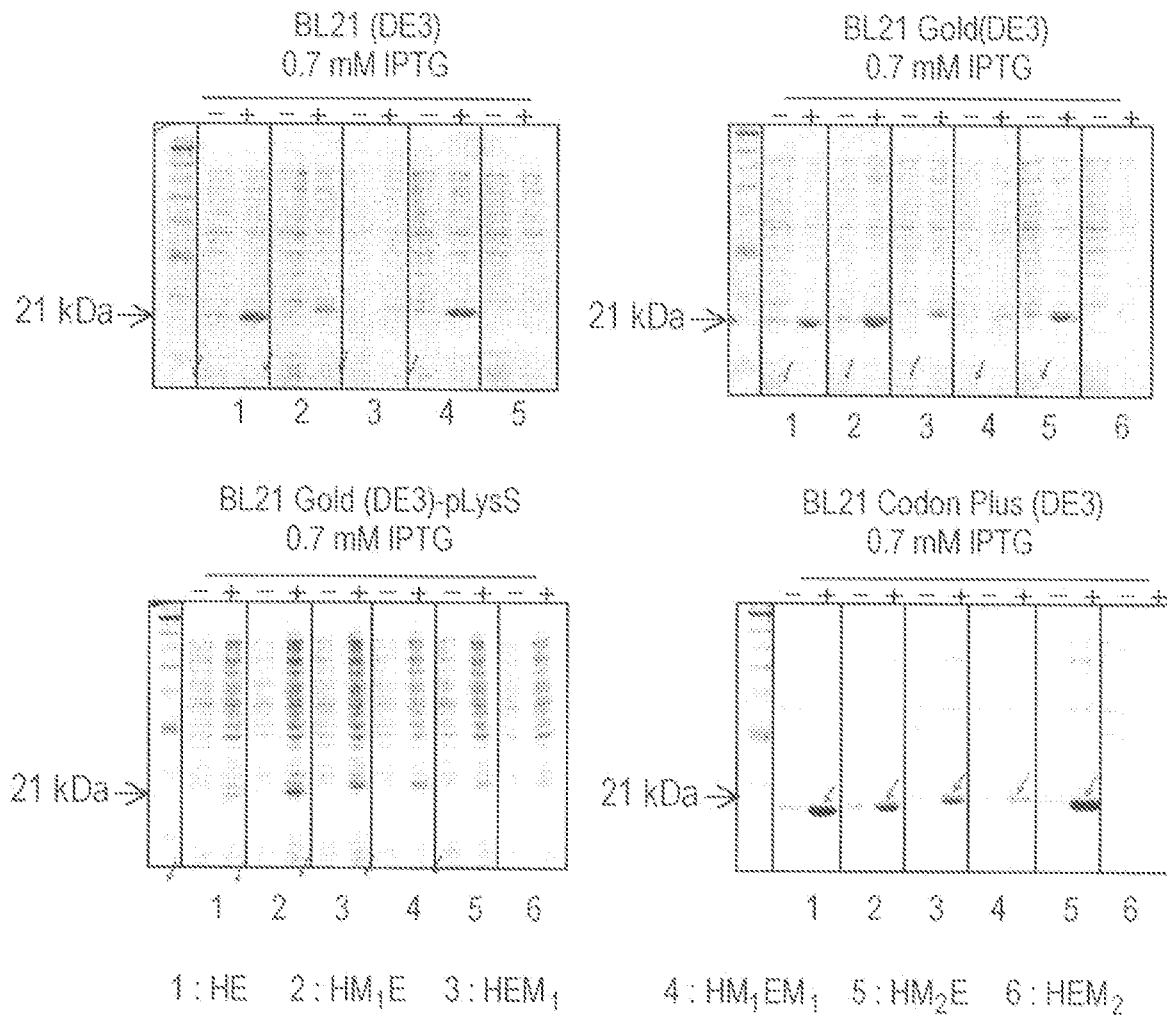 BL21 (DE3)
0.7 mM IPTG
− + − + − + − + − +
21 kDa→
1 2 3 4 5
BL21 Gold(DE3)
0.7 mM IPTG
− + − + − + − + − + − +
21 kDa→
1 2 3 4 5 6
BL21 Gold (DE3)-pLysS
0.7 mM IPTG
− + − + − + − + − + − +
21 kDa→
1 2 3 4 5 6
BL21 Codon Plus (DE3)
0.7 mM IPTG
− + − + − + − + − + − +
21 kDa→
1 2 3 4 5 6
1 : HE 2 : HM₁E 3 : HEM₁ 4 : HM₁EM₁ 5 : HM₂E 6 : HEM₂